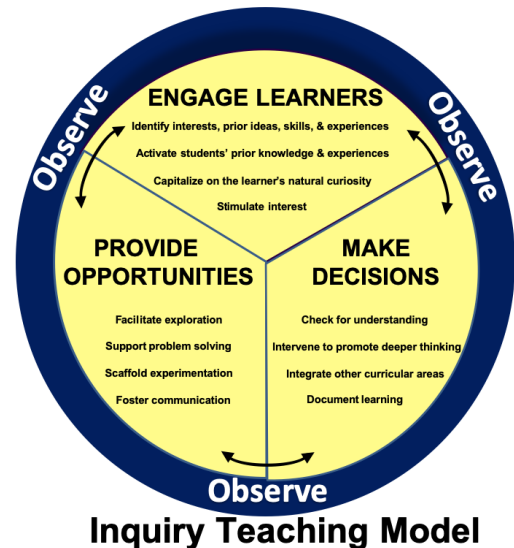 Observe
Observe
ENGAGE LEARNERS
Identify interests, prior ideas, skills, & experiences
Activate students' prior knowledge & experiences
Capitalize on the learner's natural curiosity
Stimulate interest
PROVIDE
OPPORTUNITIES
Facilitate exploration
Support problem solving
Scaffold experimentation
Foster communication
MAKE
DECISIONS
Check for understanding
Intervene to promote deeper thinking
Integrate other curricular areas
Document learning
Observe
Inquiry Teaching Model